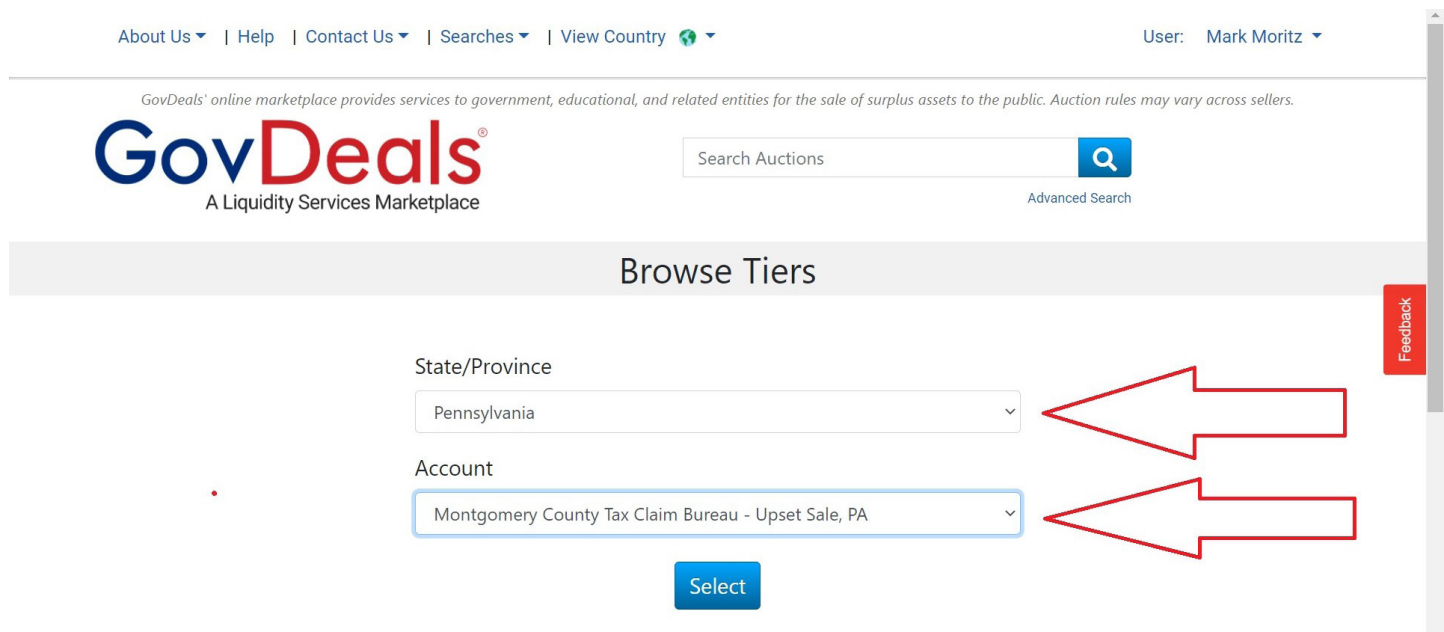 About Us | Help | Contact Us | Searches | View Country User: Mark Moritz
GovDeals' online marketplace provides services to government, educational, and related entities for the sale of surplus assets to the public. Auction rules may vary across sellers.
GovDeals®
A Liquidity Services Marketplace
Search Auctions
Advanced Search
Browse Tiers
Feedback
State/Province
Pennsylvania
Account
Montgomery County Tax Claim Bureau - Upset Sale, PA
Select